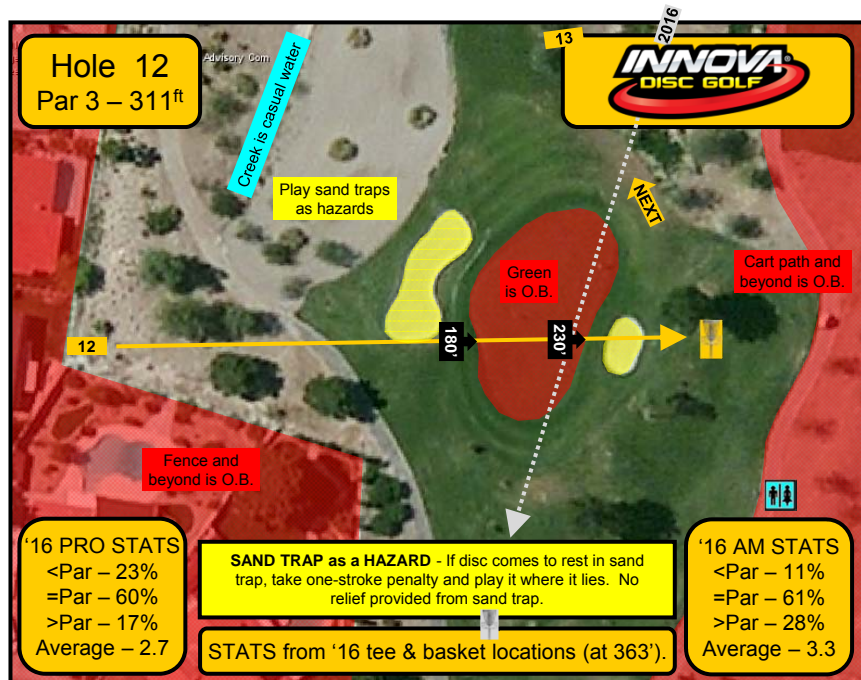 Hole 12
Par 3 – 311ft
Advisory Com
Creek is casual water
2016
13
INNOVA
DISC GOLF
Play sand traps
as hazards
NEXT
Green
is O.B.
Cart path and
beyond is O.B.
12
180'
230'
Fence and
beyond is O.B.
'16 PRO STATS
<Par – 23%
=Par – 60%
>Par – 17%
Average – 2.7
SAND TRAP as a HAZARD - If disc comes to rest in sand
trap, take one-stroke penalty and play it where it lies. No
relief provided from sand trap.
STATS from '16 tee & basket locations (at 363').
'16 AM STATS
<Par – 11%
=Par – 61%
>Par – 28%
Average – 3.3